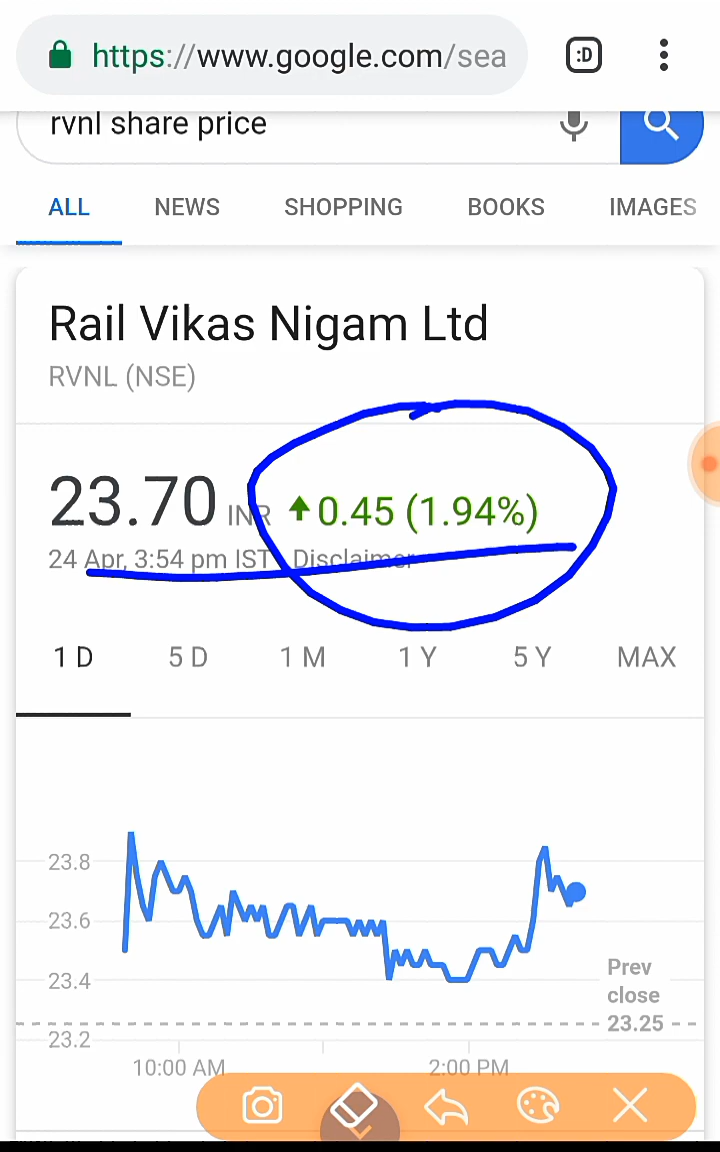 https://www.google.com/sea
:D
rvnl share price
ALL NEWS SHOPPING BOOKS IMAGES
Rail Vikas Nigam Ltd
RVNL (NSE)
23.70 INR 0.45 (1.94%)
24 Apr, 3:54 pm IST Disclaimer
1 D 5 D 1 M 1 Y 5 Y MAX
23.8
23.6
23.4
23.2
Prev
close
23.25
10:00 AM 2:00 PM